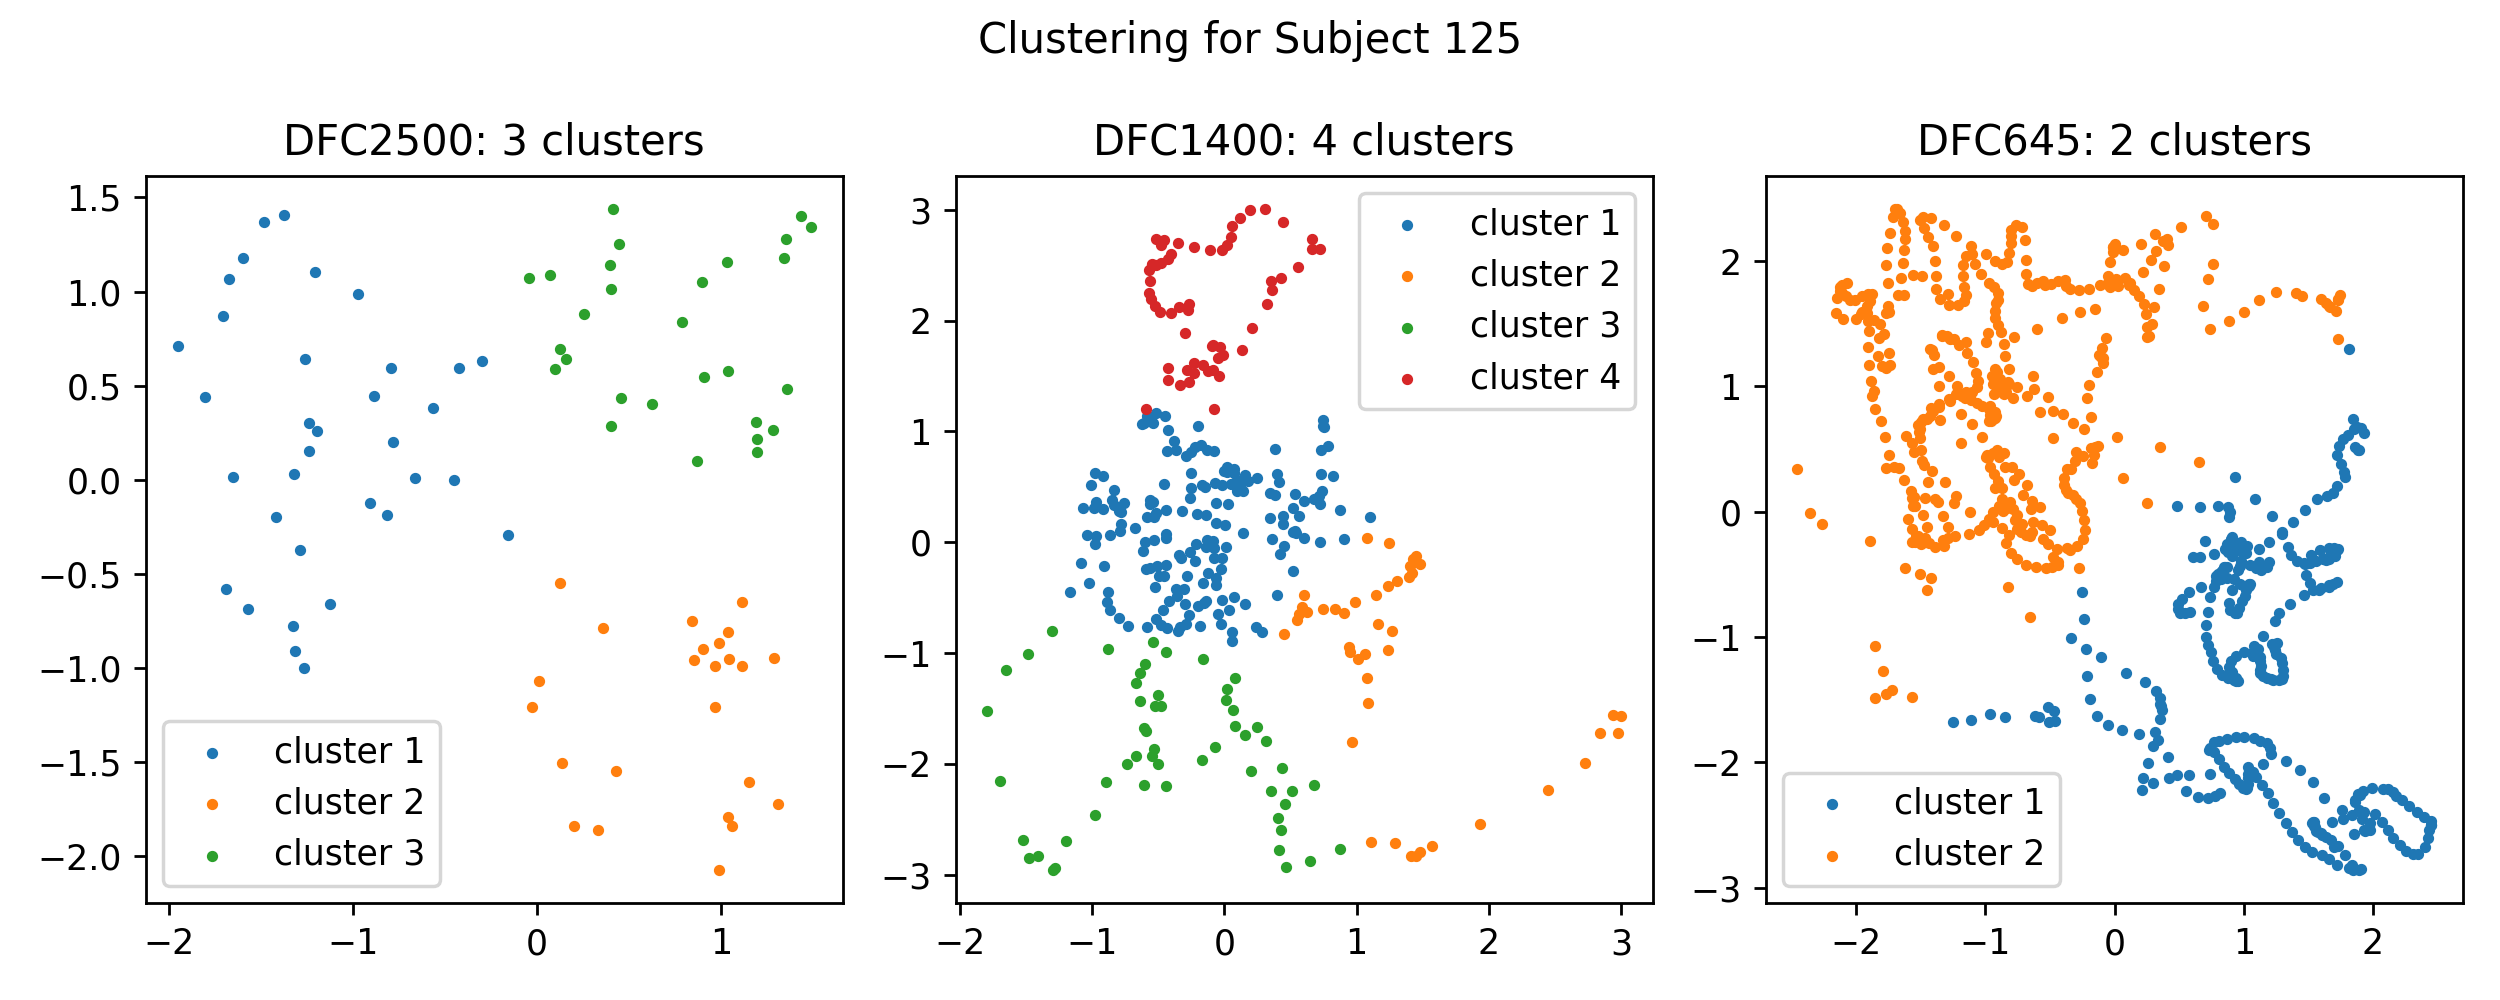 Clustering for Subject 125
DFC2500: 3 clusters
1.5
1.0
0.5
0.0
−0.5
−1.0
−1.5
−2.0
−2
−1
0
1
cluster 1
cluster 2
cluster 3
DFC1400: 4 clusters
3
2
1
0
−1
−2
−3
−2
−1
0
1
2
3
cluster 1
cluster 2
cluster 3
cluster 4
DFC645: 2 clusters
2
1
0
−1
−2
−3
−2
−1
0
1
2
cluster 1
cluster 2